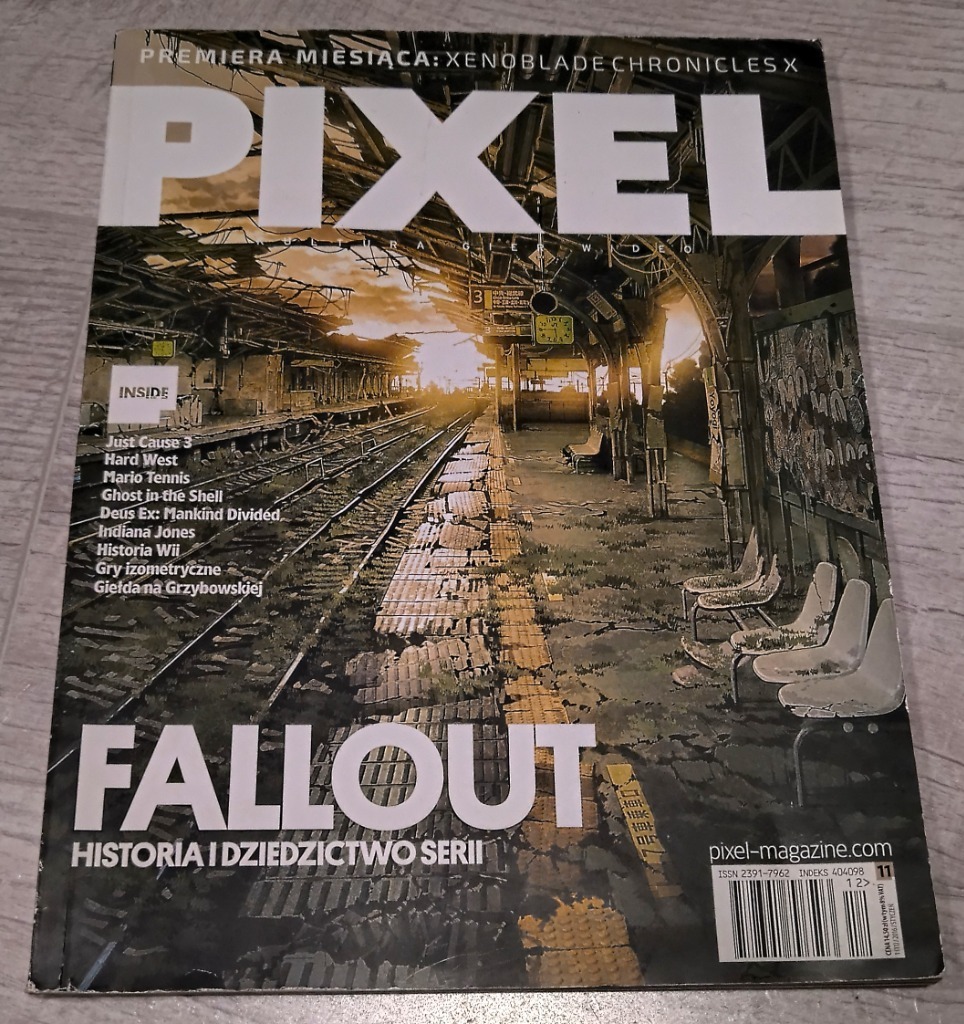 PREMIERA MIESIĄCA: XENOBLADE CHRONICLES X
PIXEL
KULTURA GIER WIDEO
3
INSIDE
Just Cause 3
Hard West
Mario Tennis
Ghost in the Shell
Deus Ex: Mankind Divided
Indiana Jones
Historia Wii
Gry izometryczne
Giełda na Grzybowskiej
FALLOUT
HISTORIA I DZIEDZICTWO SERII
pixel-magazine.com
ISSN 2391-7962 INDEKS 404098
11
12>